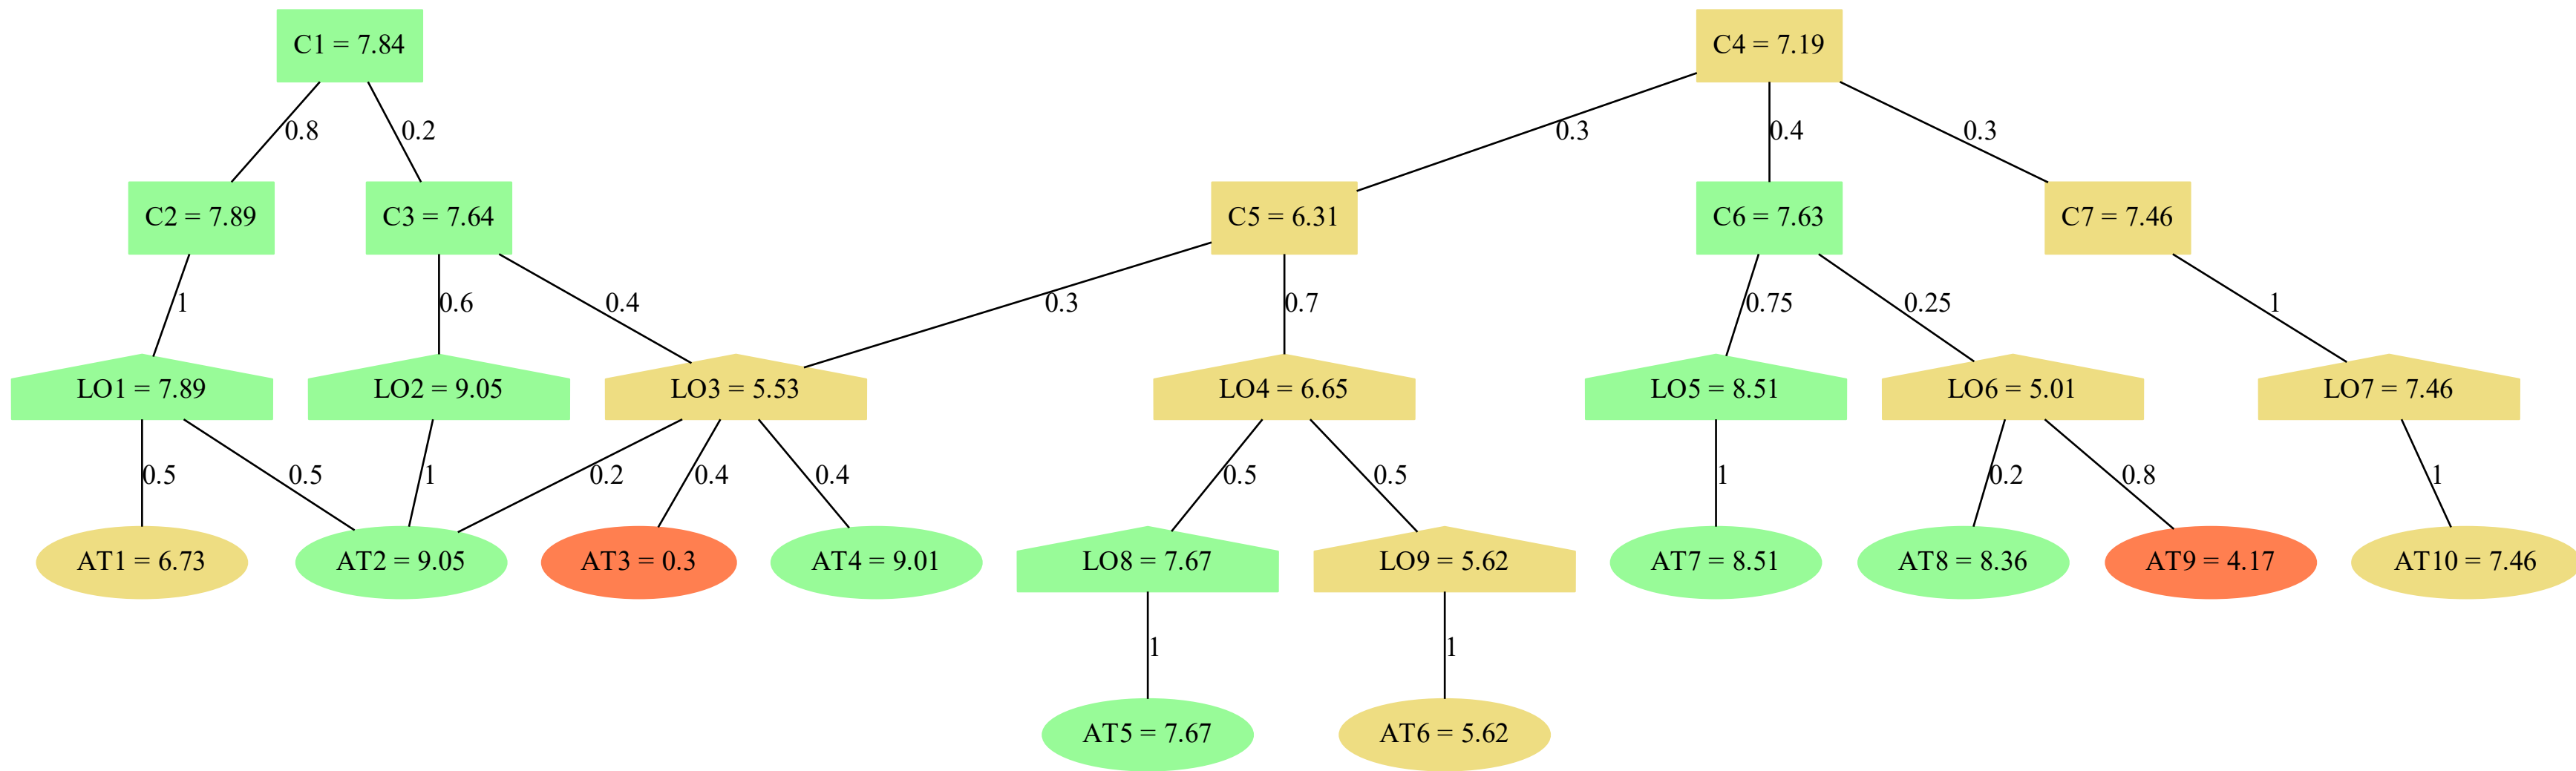 C1 = 7.84
C4 = 7.19
0.8
0.2
0.3
0.4
0.3
C2 = 7.89
C3 = 7.64
C5 = 6.31
C6 = 7.63
C7 = 7.46
1
0.6
0.4
0.3
0.7
0.75
0.25
1
LO1 = 7.89
LO2 = 9.05
LO3 = 5.53
LO4 = 6.65
LO5 = 8.51
LO6 = 5.01
LO7 = 7.46
0.5
0.5
1
0.2
0.4
0.4
0.5
0.5
1
0.2
0.8
1
AT1 = 6.73
AT2 = 9.05
AT3 = 0.3
AT4 = 9.01
LO8 = 7.67
LO9 = 5.62
AT7 = 8.51
AT8 = 8.36
AT9 = 4.17
AT10 = 7.46
1
1
AT5 = 7.67
AT6 = 5.62